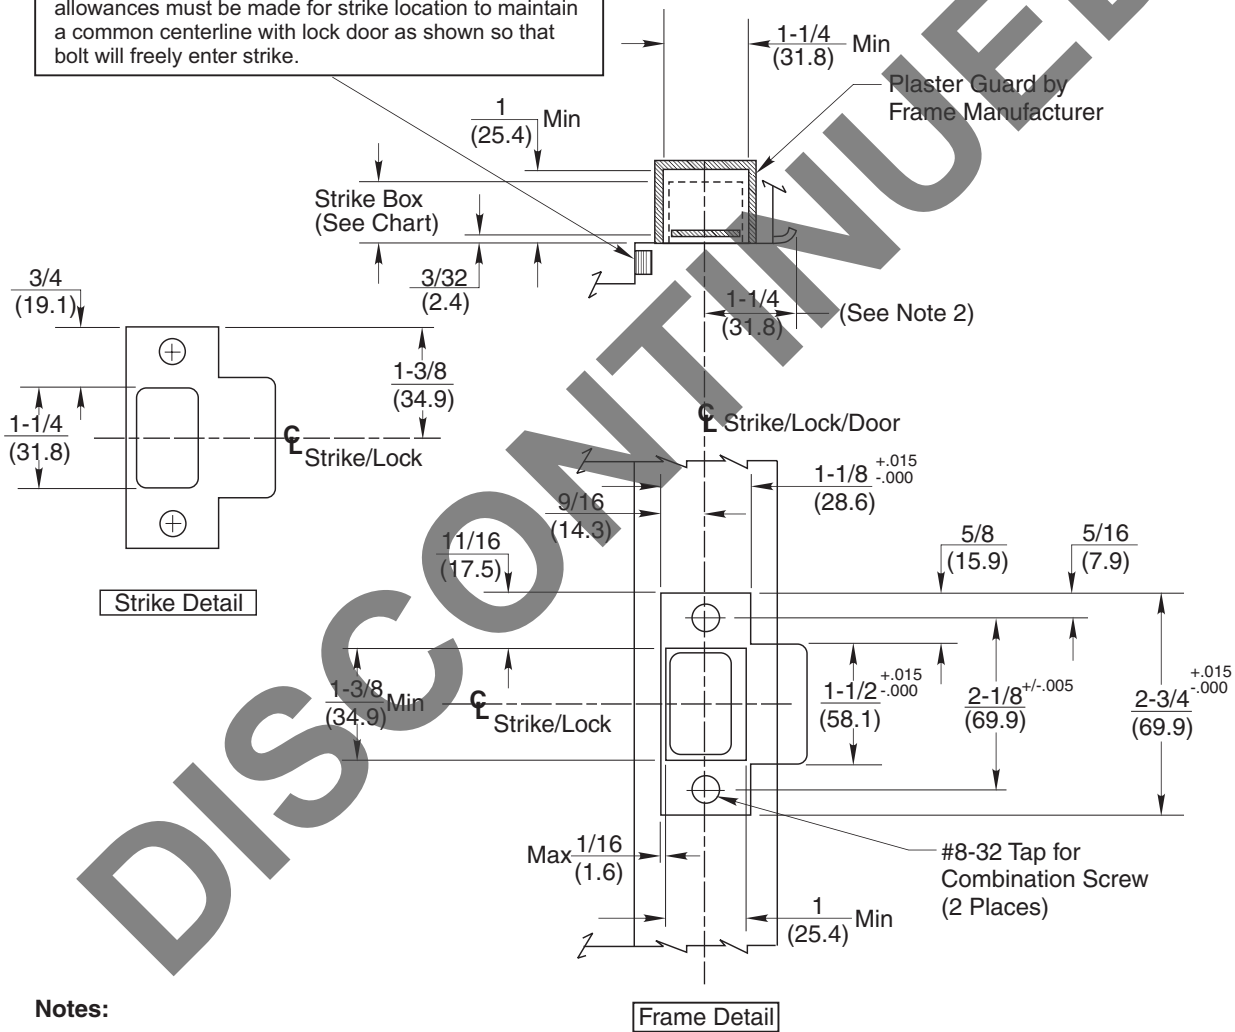 allowances must be made for strike location to maintain
a common centerline with lock door as shown so that
bolt will freely enter strike.
1-1/4
(31.8)
Min
Plaster Guard by
Frame Manufacturer
1
(25.4)
Min
Strike Box
(See Chart)
3/32
(2.4)
1-1/4
(31.8)
(See Note 2)
3/4
(19.1)
1-3/8
(34.9)
1-1/4
(31.8)
CL Strike/Lock
Strike Detail
CL Strike/Lock/Door
1-1/8 +.015 -.000
(28.6)
9/16
(14.3)
11/16
(17.5)
5/8
(15.9)
5/16
(7.9)
1-3/8
(34.9)
Min
CL Strike/Lock
1-1/2 +.015 -.000
(58.1)
2-1/8 +/-.005
(69.9)
2-3/4 +.015 -.000
(69.9)
Max 1/16
(1.6)
#8-32 Tap for
Combination Screw
(2 Places)
1
(25.4)
Min
Notes:
Frame Detail
DISCONTINUED